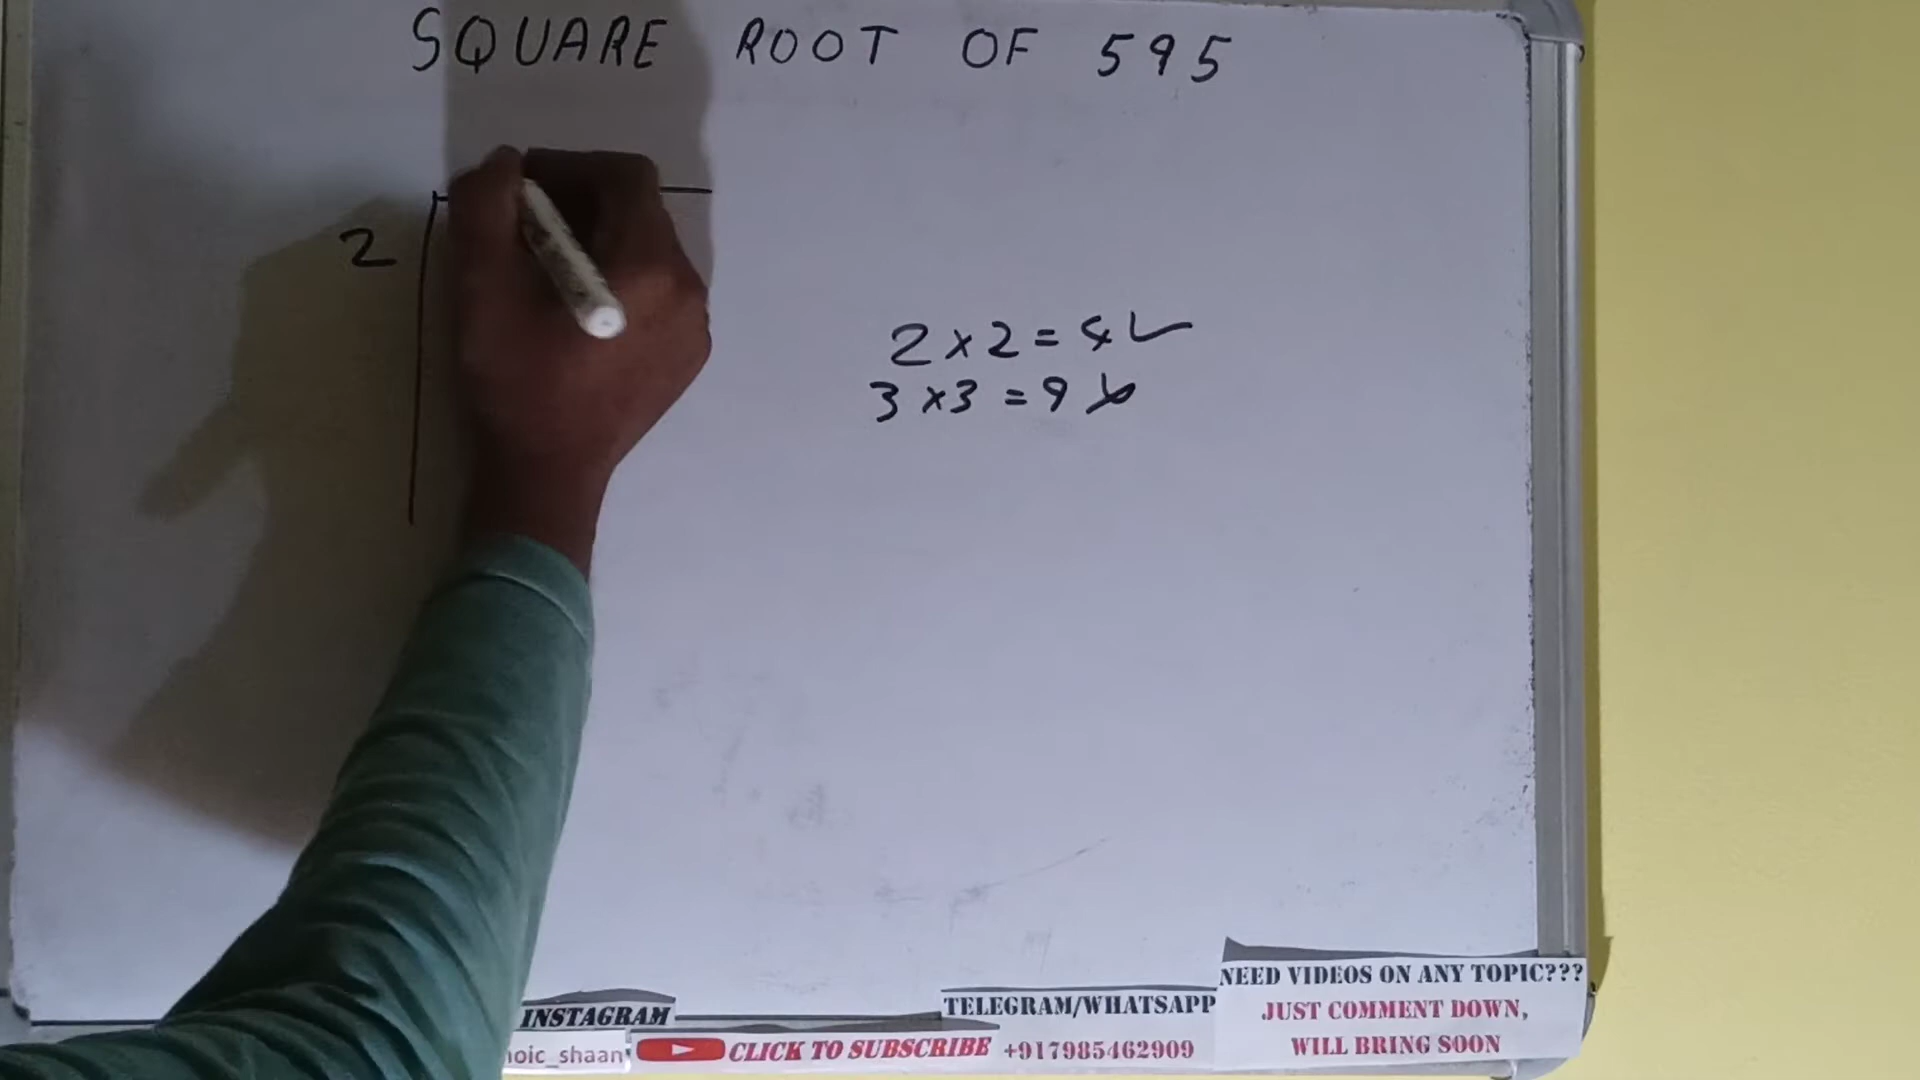 SQUARE ROOT OF 595
2
2 × 2 = 4 ✓
3 × 3 = 9 ×
NEED VIDEOS ON ANY TOPIC???
JUST COMMENT DOWN,
WILL BRING SOON
INSTAGRAM
oic_shaan
CLICK TO SUBSCRIBE
TELEGRAM/WHATSAPP
+917985462909